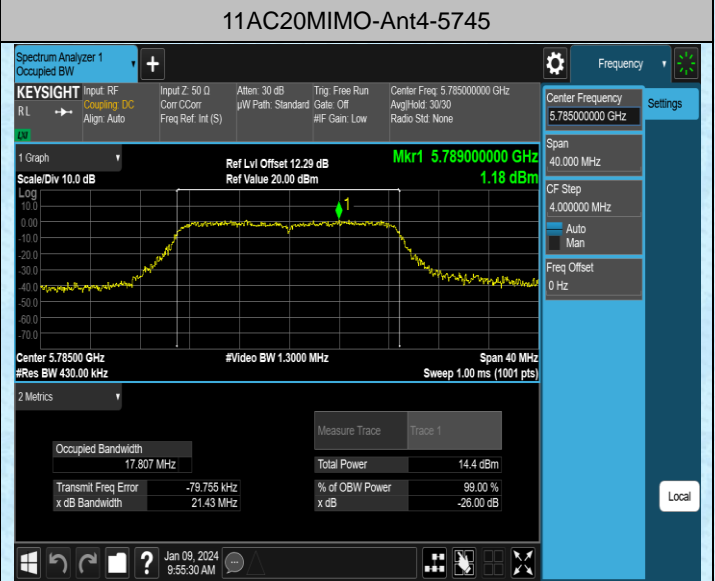 11AC20MIMO-Ant4-5745
Spectrum Analyzer 1
Occupied BW
Frequency
KEYSIGHT
RL
Input: RF
Coupling: DC
Align: Auto
Input Z: 50 Ω
Corr CCorr
Freq Ref: Int (S)
Atten: 30 dB
µW Path: Standard
Trig: Free Run
Gate: Off
#IF Gain: Low
Center Freq: 5.785000000 GHz
Avg|Hold: 30/30
Radio Std: None
LXI
Center Frequency
5.785000000 GHz
Settings
Span
40.000 MHz
CF Step
4.000000 MHz
Auto
Man
Freq Offset
0 Hz
1 Graph
Ref Lvl Offset 12.29 dB
Mkr1 5.789000000 GHz
Scale/Div 10.0 dB
Ref Value 20.00 dBm
1.18 dBm
Log
10.0
0.00
-10.0
-20.0
-30.0
-40.0
-50.0
-60.0
-70.0
1
Center 5.78500 GHz
#Video BW 1.3000 MHz
Span 40 MHz
#Res BW 430.00 kHz
Sweep 1.00 ms (1001 pts)
2 Metrics
Measure Trace
Trace 1
Occupied Bandwidth
17.807 MHz
Total Power 14.4 dBm
Transmit Freq Error -79.755 kHz
% of OBW Power 99.00 %
x dB Bandwidth 21.43 MHz
x dB -26.00 dB
Local
?
Jan 09, 2024
9:55:30 AM